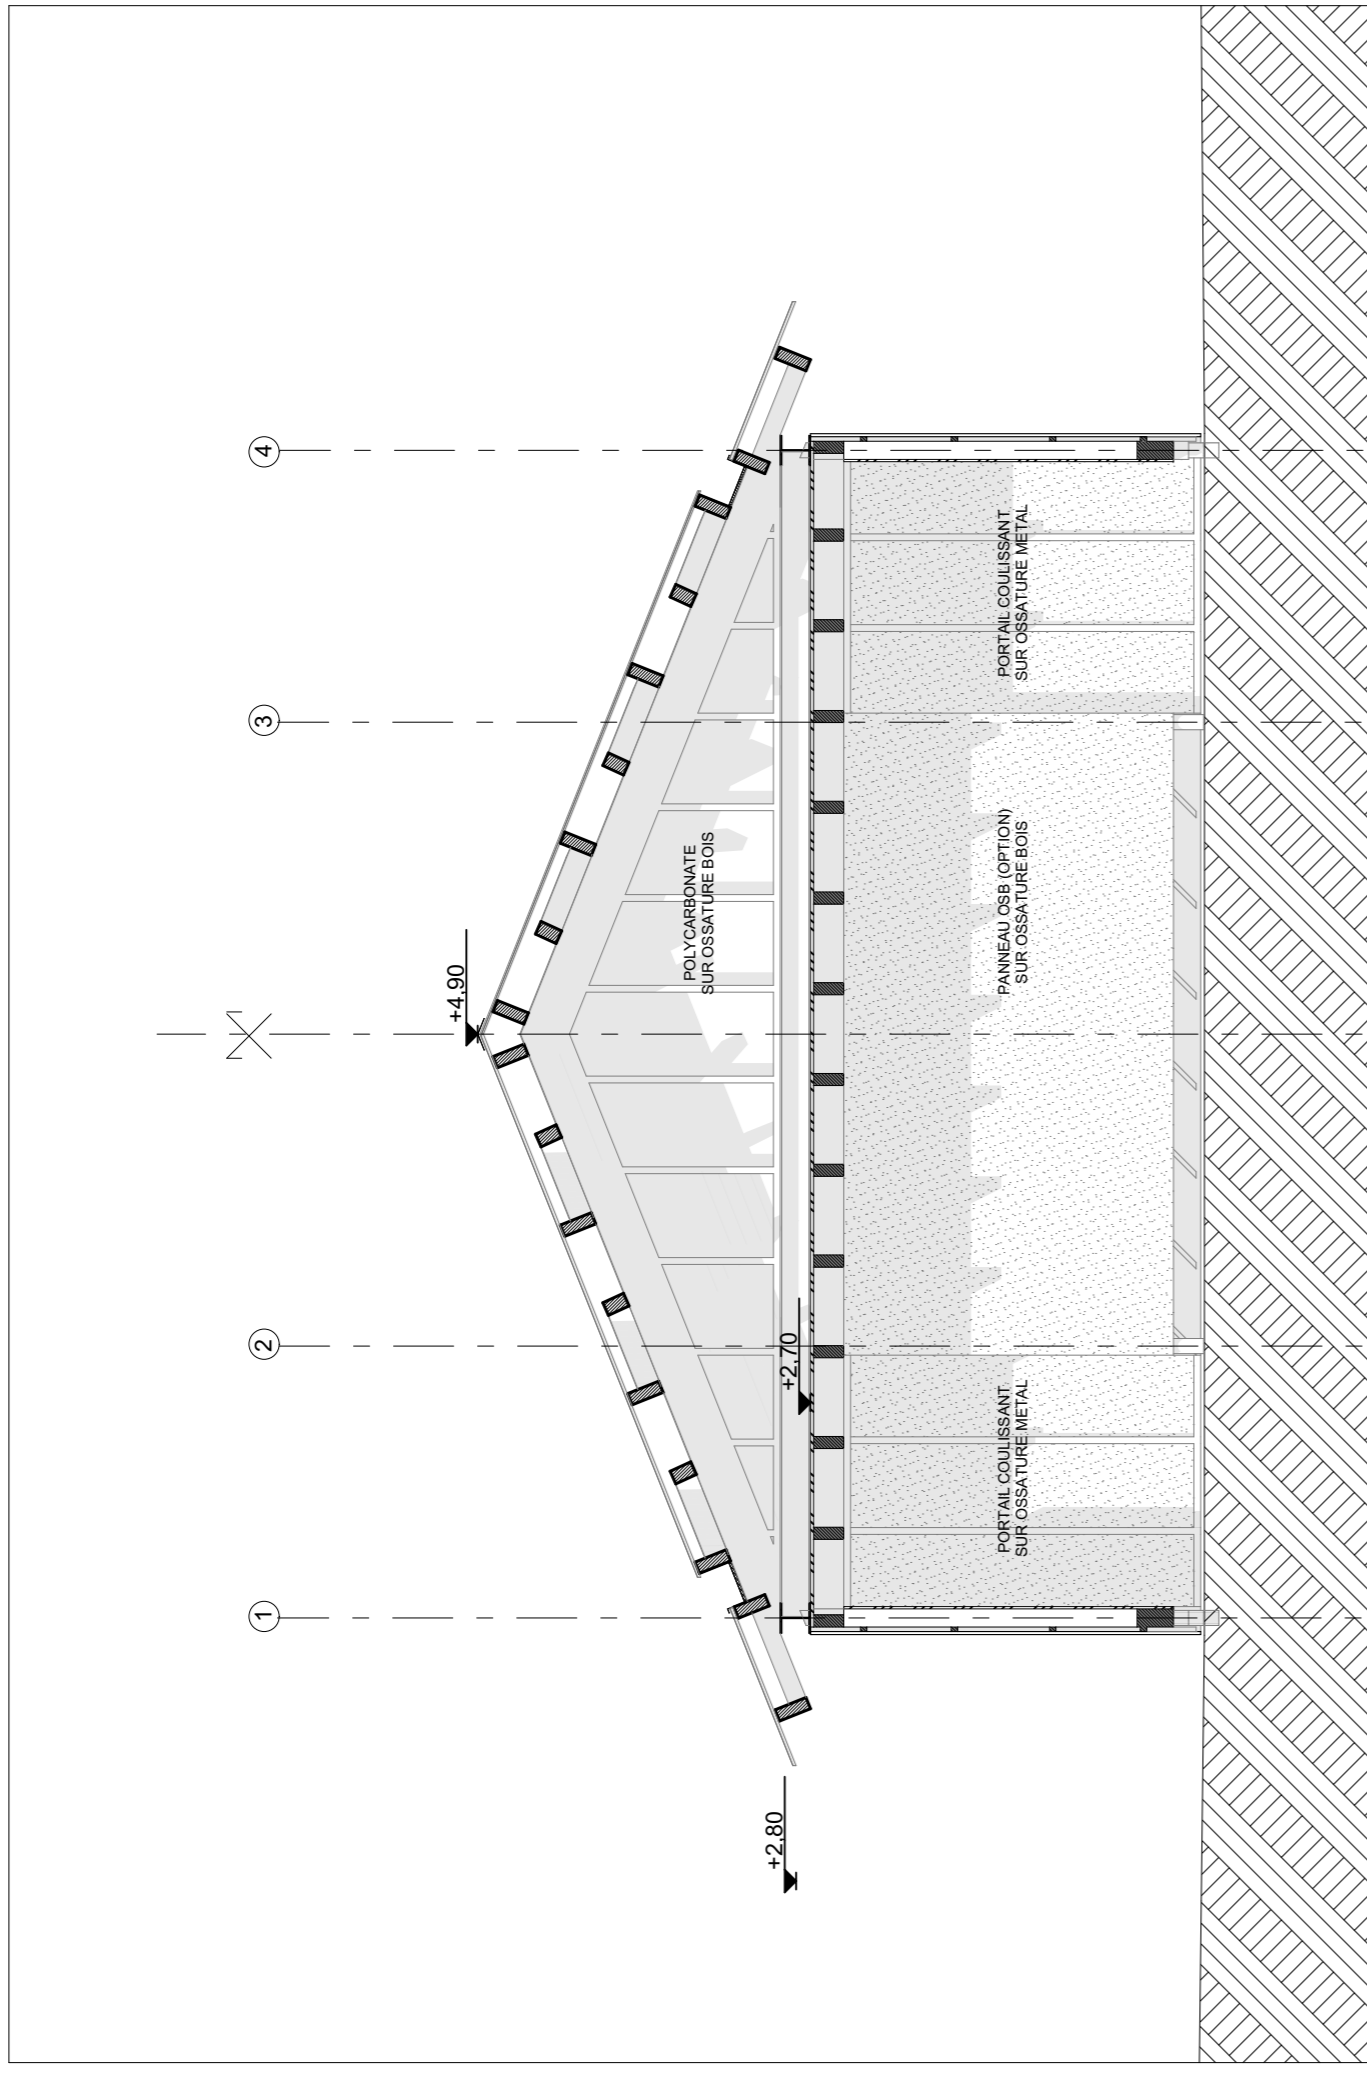 1
2
3
4
+4,90
POLYCARBONATE
SUR OSSATURE BOIS
+2,80
+2,70
PORTAIL COULISSANT
SUR OSSATURE METAL
PANNEAU OSB (OPTION)
SUR OSSATURE BOIS
PORTAIL COULISSANT
SUR OSSATURE METAL